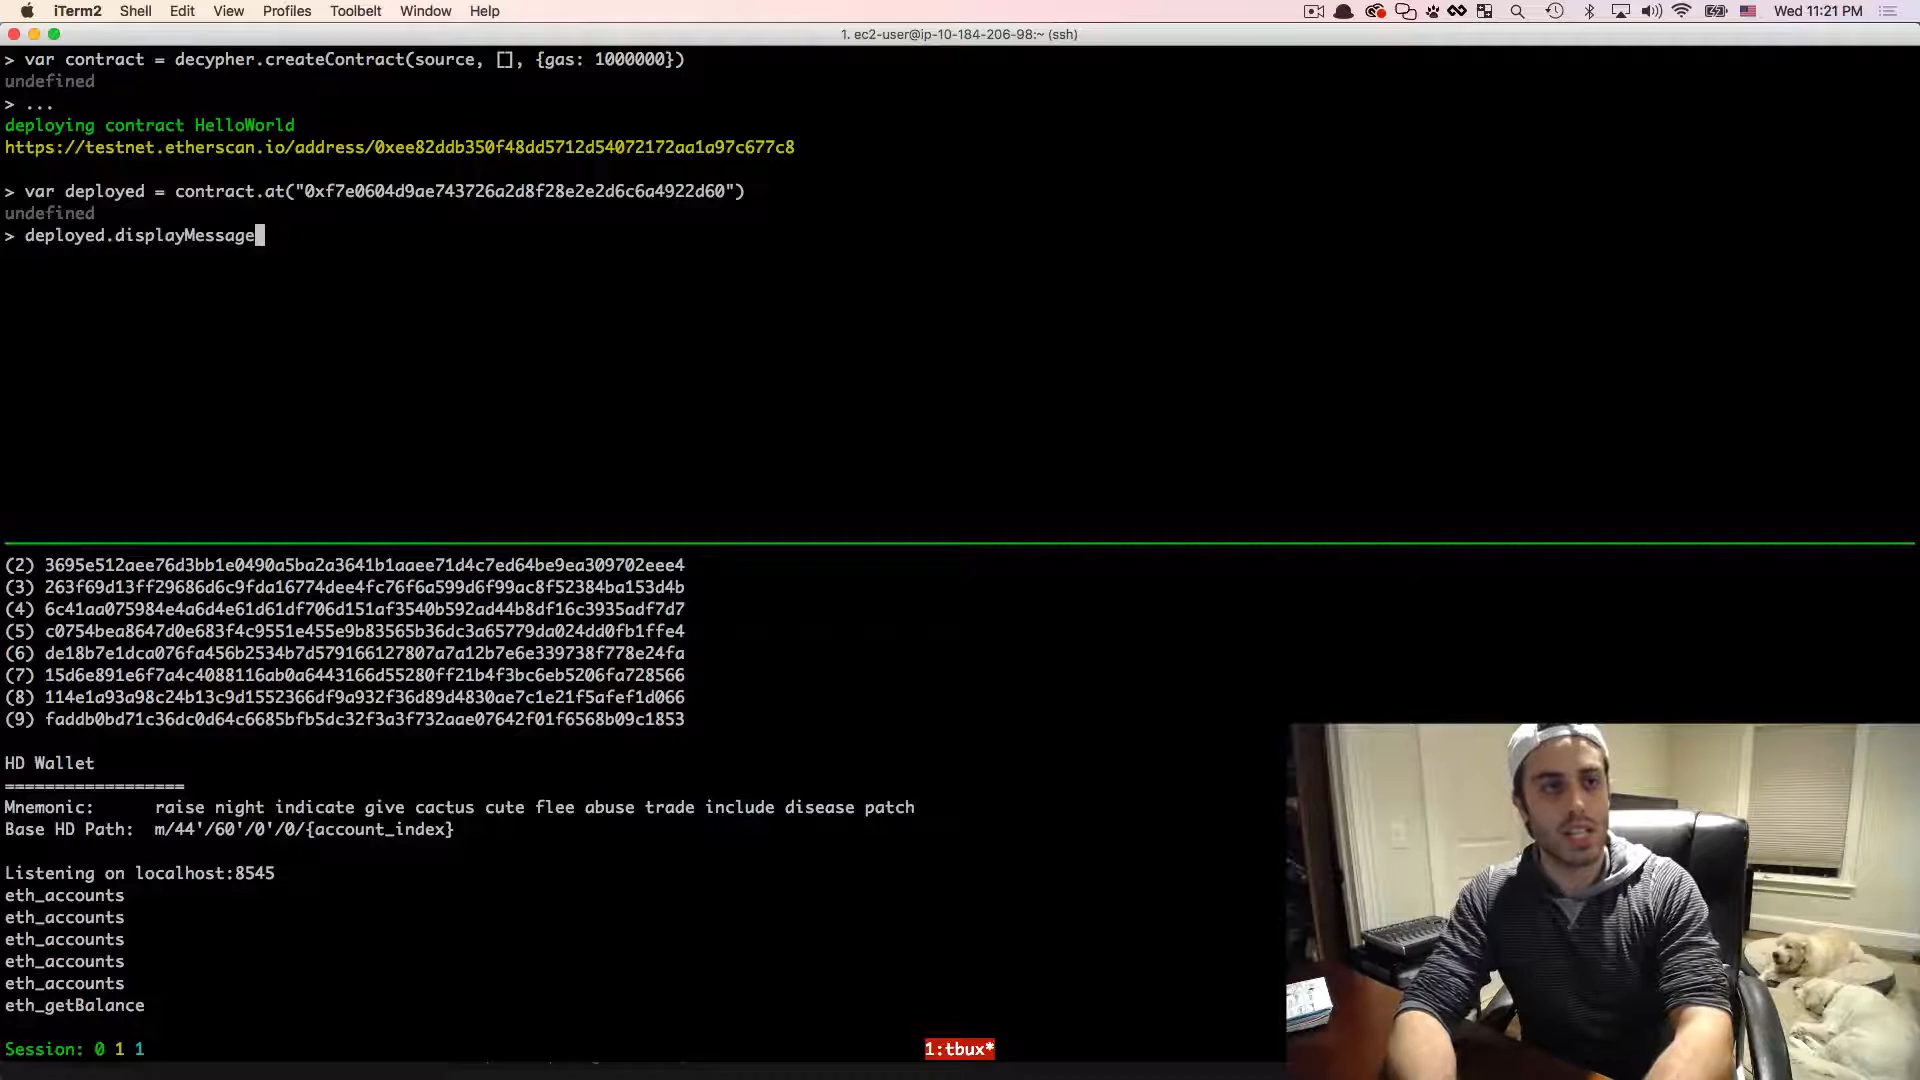 iTerm2 Shell Edit View Profiles Toolbelt Window Help Wed 11:21 PM
1. ec2-user@ip-10-184-206-98:~ (ssh)
> var contract = decypher.createContract(source, [], {gas: 1000000})
undefined
> ...
deploying contract HelloWorld
https://testnet.etherscan.io/address/0xee82ddb350f48dd5712d54072172aa1a97c677c8
> var deployed = contract.at("0xf7e0604d9ae743726a2d8f28e2e2d6c6a4922d60")
undefined
> deployed.displayMessage
(2) 3695e512aee76d3bb1e0490a5ba2a3641b1aaee71d4c7ed64be9ea309702eee4
(3) 263f69d13ff29686d6c9fda16774dee4fc76f6a599d6f99ac8f52384ba153d4b
(4) 6c41aa075984e4a6d4e61d61df706d151af3540b592ad44b8df16c3935adf7d7
(5) c0754bea8647d0e683f4c9551e455e9b83565b36dc3a65779da024dd0fb1ffe4
(6) de18b7e1dca076fa456b2534b7d579166127807a7a12b7e6e339738f778e24fa
(7) 15d6e891e6f7a4c4088116ab0a6443166d55280ff21b4f3bc6eb5206fa728566
(8) 114e1a93a98c24b13c9d1552366df9a932f36d89d4830ae7c1e21f5afef1d066
(9) faddb0bd71c36dc0d64c6685bfb5dc32f3a3f732aae07642f01f6568b09c1853
HD Wallet
==================
Mnemonic: raise night indicate give cactus cute flee abuse trade include disease patch
Base HD Path: m/44'/60'/0'/0/{account_index}
Listening on localhost:8545
eth_accounts
eth_accounts
eth_accounts
eth_accounts
eth_accounts
eth_getBalance
Session: 0 1 1 1:tbux*